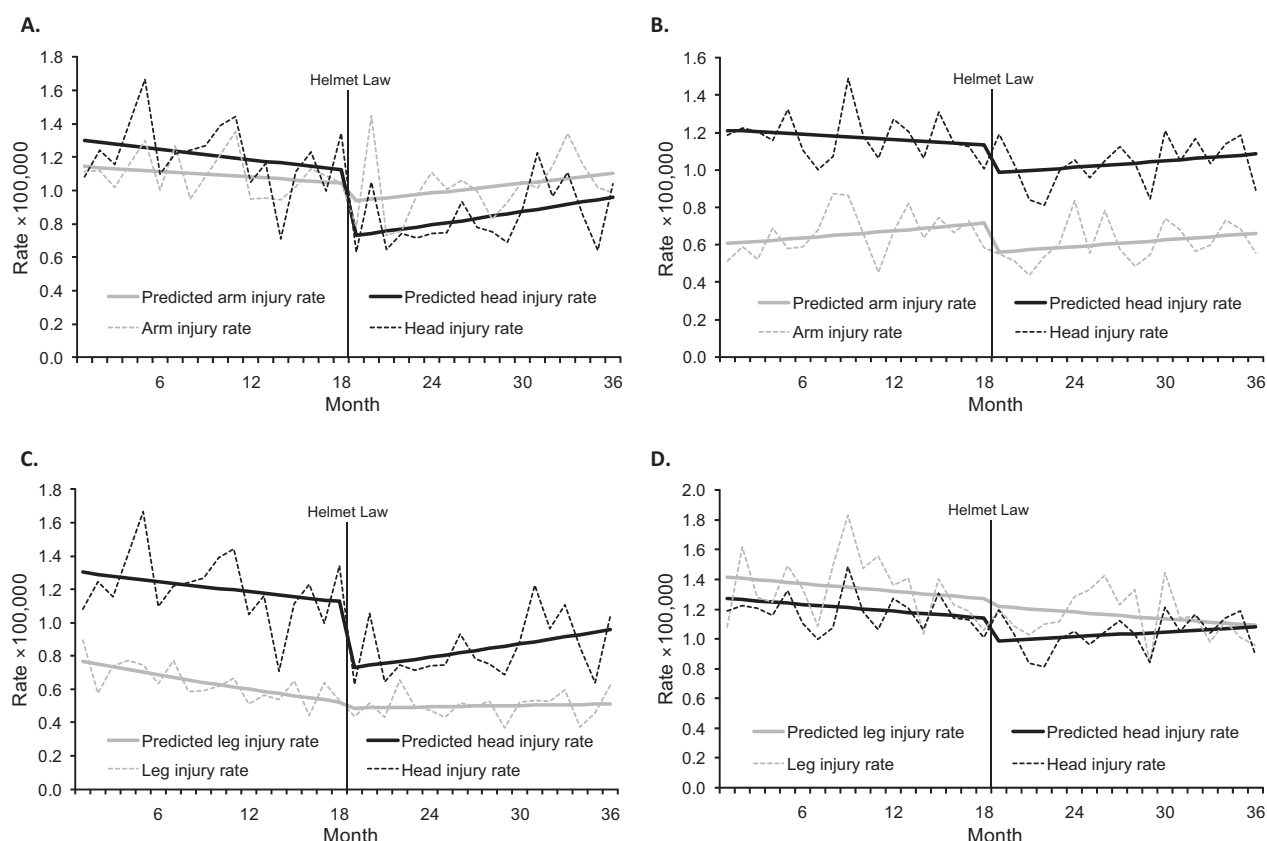 A.
1.8
1.6
1.4
1.2
1.0
0.8
0.6
0.4
0.2
0.0
Rate ×100,000
Helmet Law
Predicted arm injury rate
Predicted head injury rate
Arm injury rate
Head injury rate
6 12 18 24 30 36
Month
B.
1.6
1.4
1.2
1.0
0.8
0.6
0.4
0.2
0.0
Rate ×100,000
Helmet Law
Predicted arm injury rate
Predicted head injury rate
Arm injury rate
Head injury rate
6 12 18 24 30 36
Month
C.
1.8
1.6
1.4
1.2
1.0
0.8
0.6
0.4
0.2
0.0
Rate ×100,000
Helmet Law
Predicted leg injury rate
Predicted head injury rate
Leg injury rate
Head injury rate
6 12 18 24 30 36
Month
D.
2.0
1.8
1.6
1.4
1.2
1.0
0.8
0.6
0.4
0.2
0.0
Rate ×100,000
Helmet Law
Predicted leg injury rate
Predicted head injury rate
Leg injury rate
Head injury rate
6 12 18 24 30 36
Month